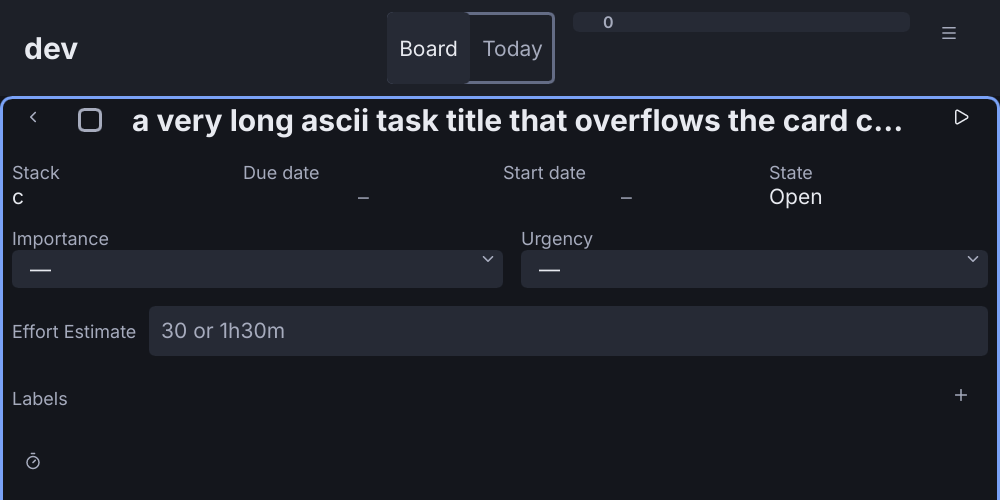 dev
Board Today
0
a very long ascii task title that overflows the card c...
Stack Due date Start date State
c – – Open
Importance Urgency
— —
Effort Estimate 30 or 1h30m
Labels +